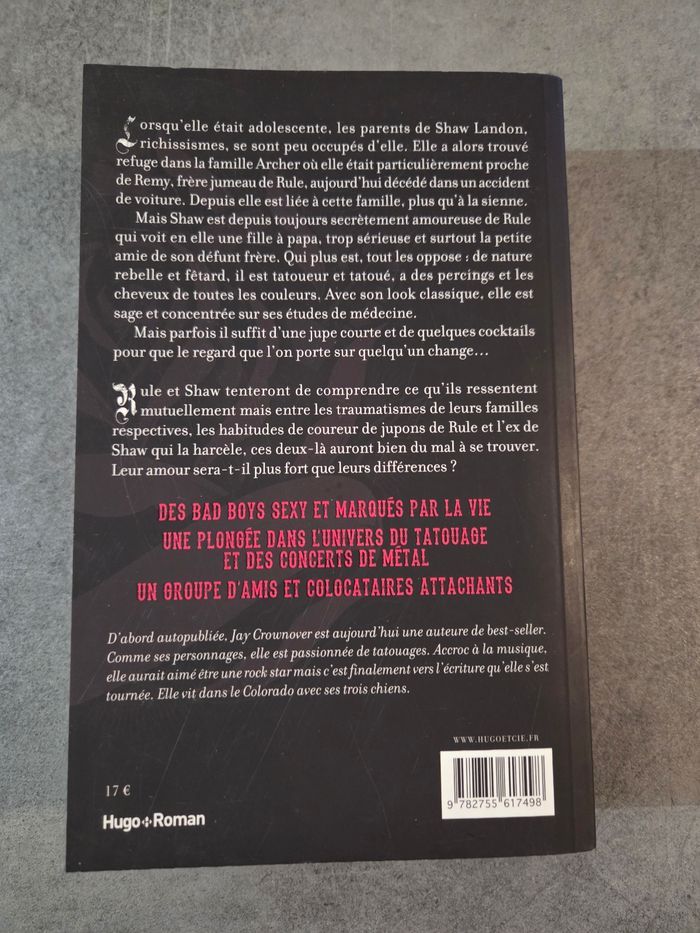 Lorsqu'elle était adolescente, les parents de Shaw Landon,
richissismes, se sont peu occupés d'elle. Elle a alors trouvé
refuge dans la famille Archer où elle était particulièrement proche
de Remy, frère jumeau de Rule, aujourd'hui décédé dans un accident
de voiture. Depuis elle est liée à cette famille, plus qu'à la sienne.
Mais Shaw est depuis toujours secrètement amoureuse de Rule
qui voit en elle une fille à papa, trop sérieuse et surtout la petite
amie de son défunt frère. Qui plus est, tout les oppose : de nature
rebelle et fêtard, il est tatoueur et tatoué, a des percings et les
cheveux de toutes les couleurs. Avec son look classique, elle est
sage et concentrée sur ses études de médecine.
Mais parfois il suffit d'une jupe courte et de quelques cocktails
pour que le regard que l'on porte sur quelqu'un change...
Rule et Shaw tenteront de comprendre ce qu'ils ressentent
mutuellement mais entre les traumatismes de leurs familles
respectives, les habitudes de coureur de jupons de Rule et l'ex de
Shaw qui la harcèle, ces deux-là auront bien du mal à se trouver.
Leur amour sera-t-il plus fort que leurs différences ?
DES BAD BOYS SEXY ET MARQUÉS PAR LA VIE
UNE PLONGÉE DANS L'UNIVERS DU TATOUAGE
ET DES CONCERTS DE MÉTAL
UN GROUPE D'AMIS ET COLOCATAIRES ATTACHANTS
D'abord autopubliée, Jay Crownover est aujourd'hui une auteure de best-seller.
Comme ses personnages, elle est passionnée de tatouages. Accroc à la musique,
elle aurait aimé être une rock star mais c'est finalement vers l'écriture qu'elle s'est
tournée. Elle vit dans le Colorado avec ses trois chiens.
WWW.HUGOETCIE.FR
17 €
Hugo Roman
9 782755 617498